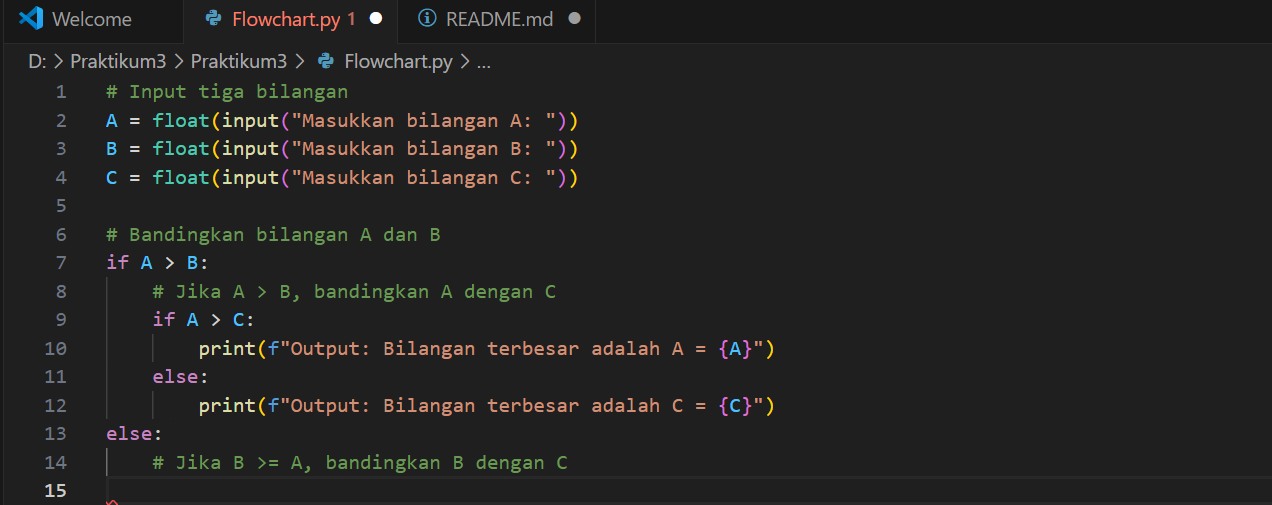 Welcome Flowchart.py 1 README.md
D: > Praktikum3 > Praktikum3 > Flowchart.py > ...
1 # Input tiga bilangan
2 A = float(input("Masukkan bilangan A: "))
3 B = float(input("Masukkan bilangan B: "))
4 C = float(input("Masukkan bilangan C: "))
5
6 # Bandingkan bilangan A dan B
7 if A > B:
8     # Jika A > B, bandingkan A dengan C
9     if A > C:
10         print(f"Output: Bilangan terbesar adalah A = {A}")
11     else:
12         print(f"Output: Bilangan terbesar adalah C = {C}")
13 else:
14     # Jika B >= A, bandingkan B dengan C
15